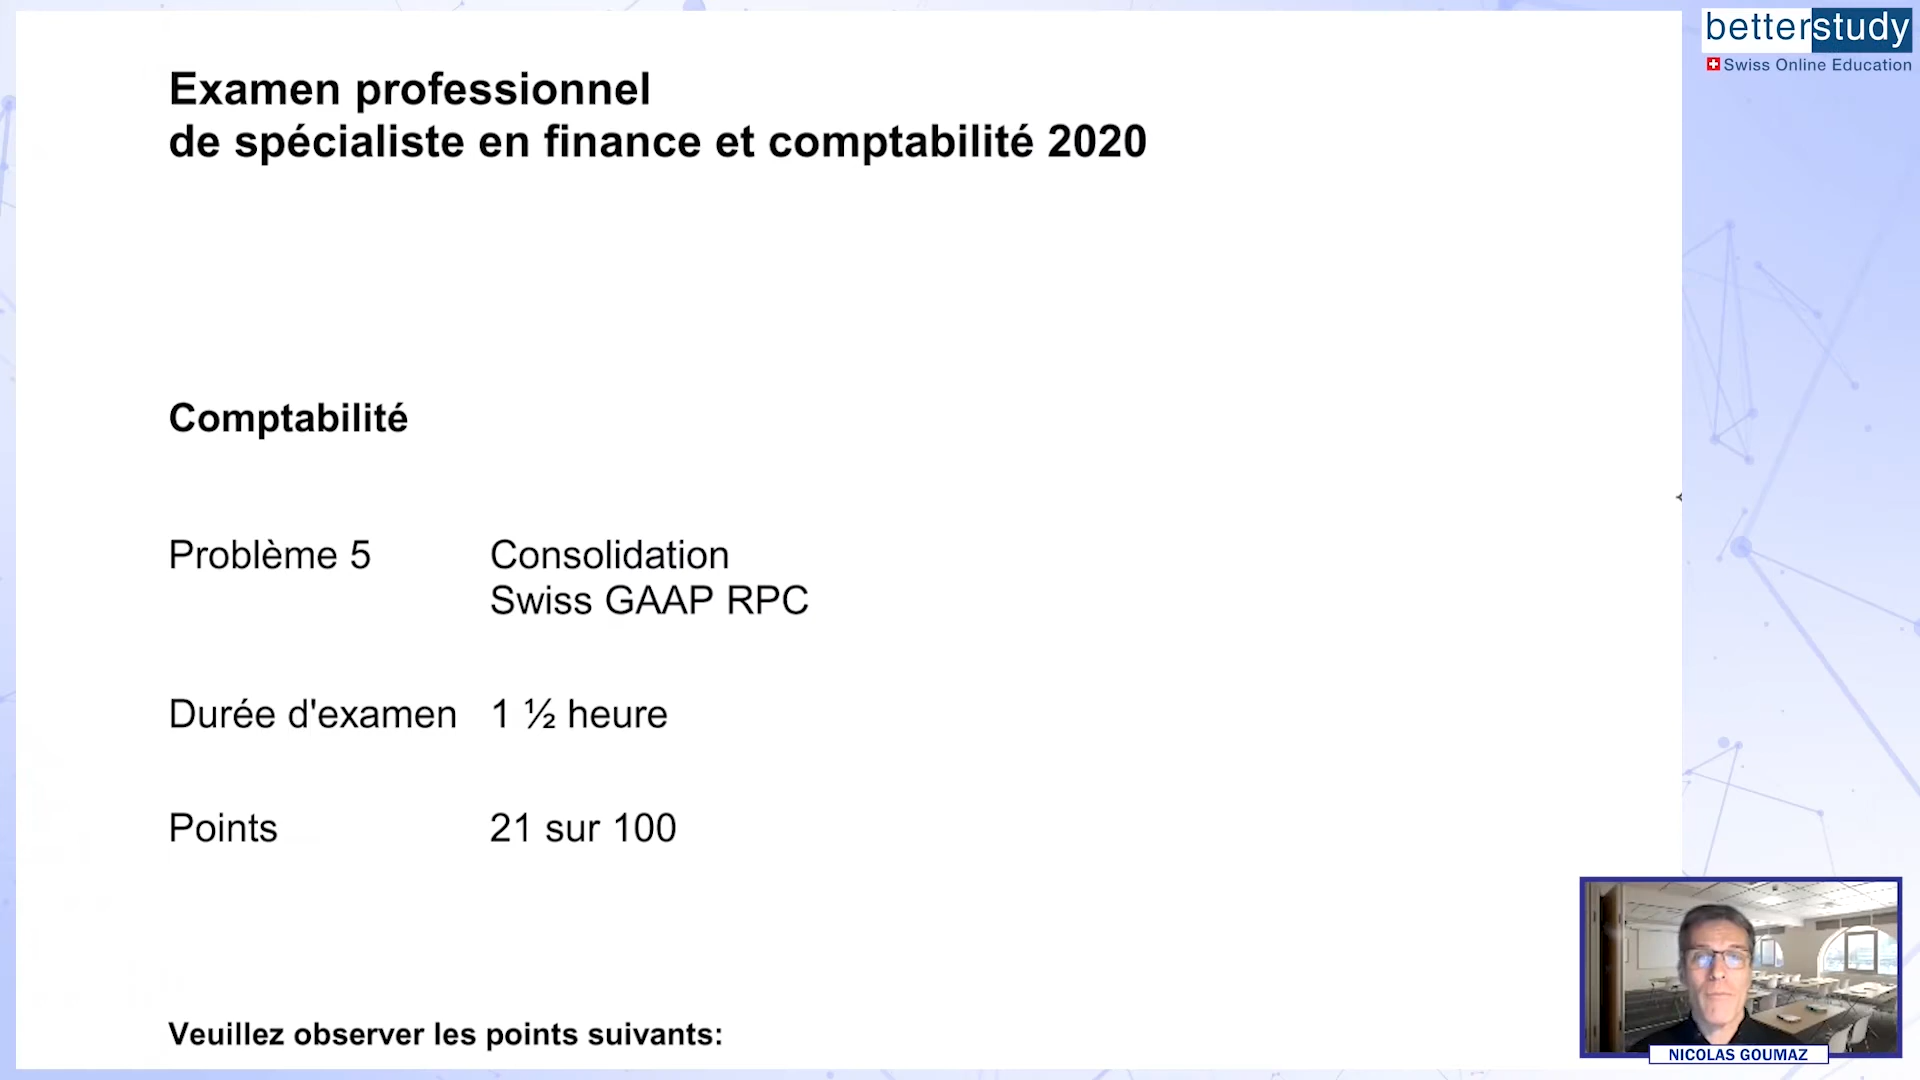 betterstudy
Swiss Online Education
Examen professionnel
de spécialiste en finance et comptabilité 2020
Comptabilité
Problème 5 Consolidation
Swiss GAAP RPC
Durée d'examen 1 ½ heure
Points 21 sur 100
Veuillez observer les points suivants:
NICOLAS GOUMAZ